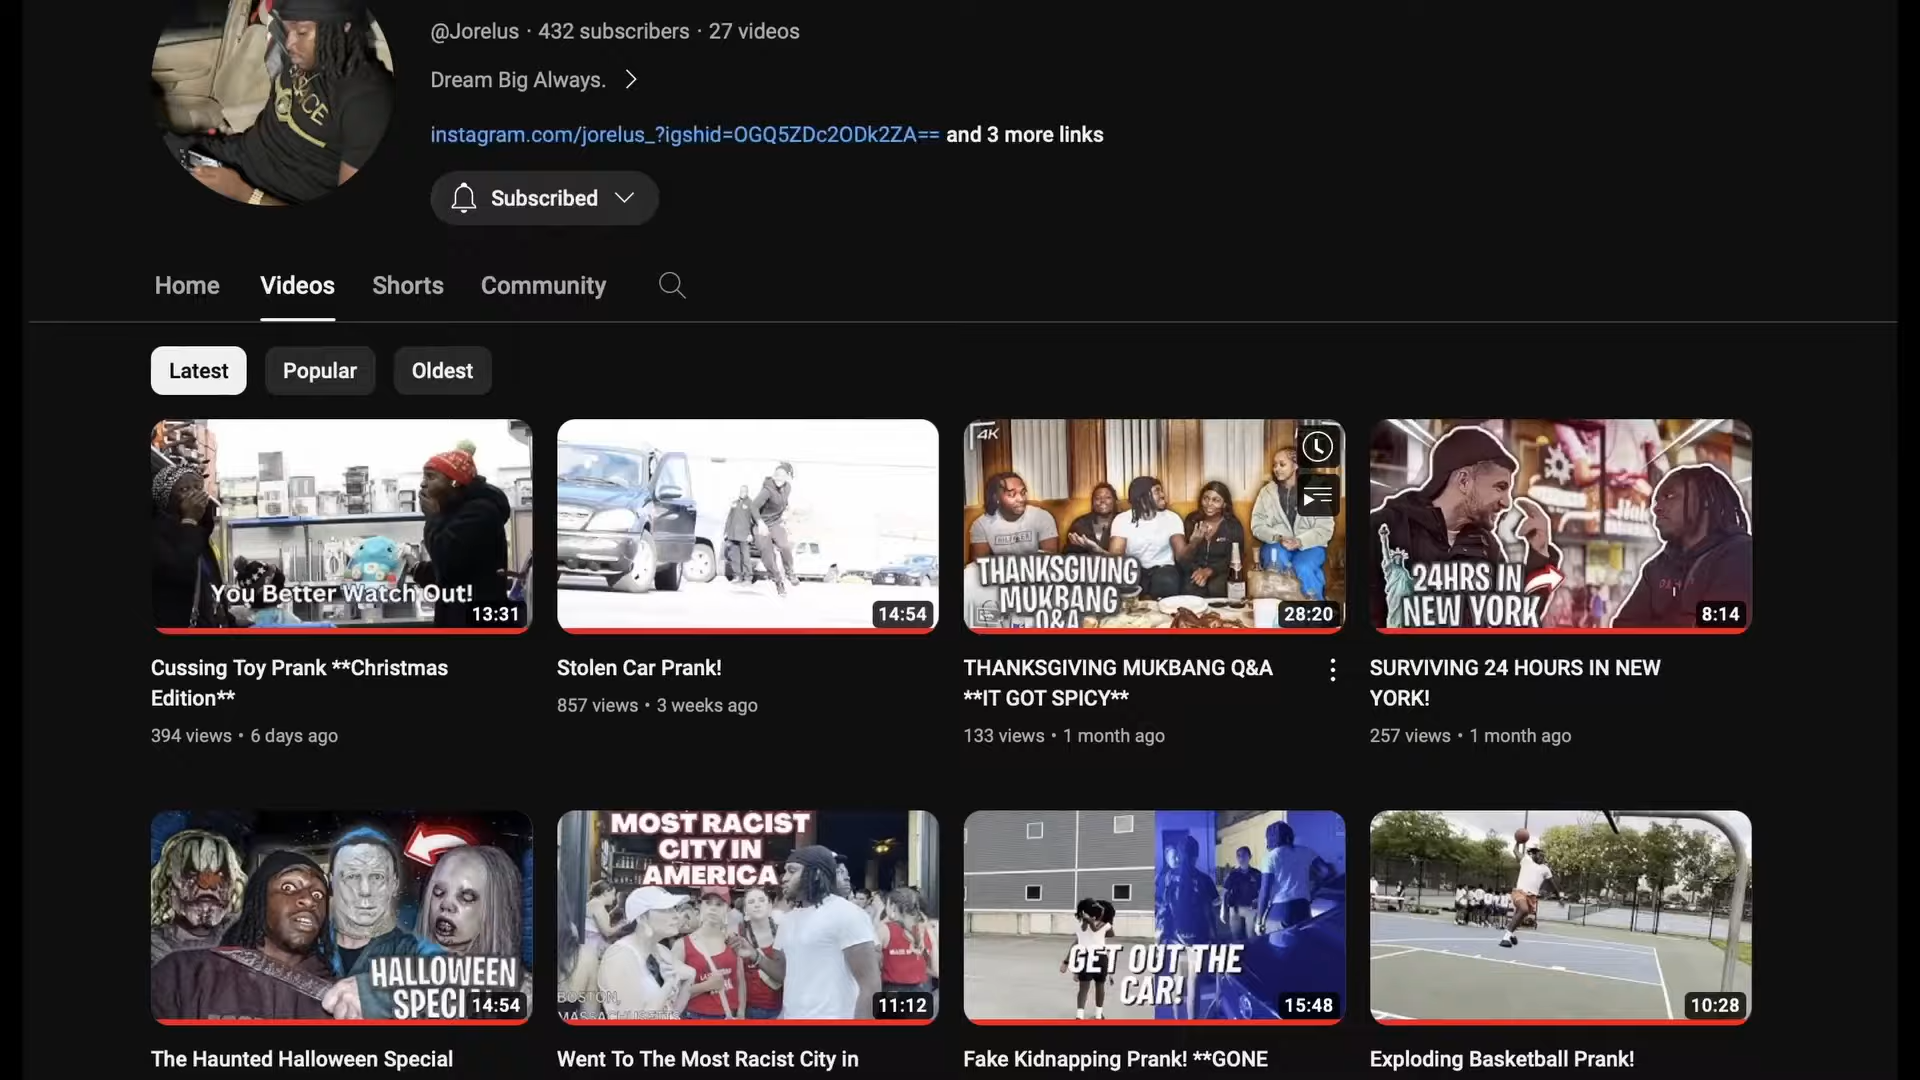 @Jorelus · 432 subscribers · 27 videos
Dream Big Always.
instagram.com/jorelus_?igshid=OGQ5ZDc2ODk2ZA== and 3 more links
Subscribed
Home Videos Shorts Community
Latest Popular Oldest
You Better Watch Out!
13:31
14:54
4K
THANKSGIVING
MUKBANG
Q&A
28:20
24HRS IN
NEW YORK
8:14
Cussing Toy Prank **Christmas
Edition**
394 views • 6 days ago
Stolen Car Prank!
857 views • 3 weeks ago
THANKSGIVING MUKBANG Q&A
**IT GOT SPICY**
133 views • 1 month ago
SURVIVING 24 HOURS IN NEW
YORK!
257 views • 1 month ago
HALLOWEEN
SPECI
14:54
MOST RACIST
CITY IN
AMERICA
BOSTON,
MASSACHUSETTS
11:12
GET OUT THE
CAR!
15:48
10:28
The Haunted Halloween Special
Went To The Most Racist City in
Fake Kidnapping Prank! **GONE
Exploding Basketball Prank!